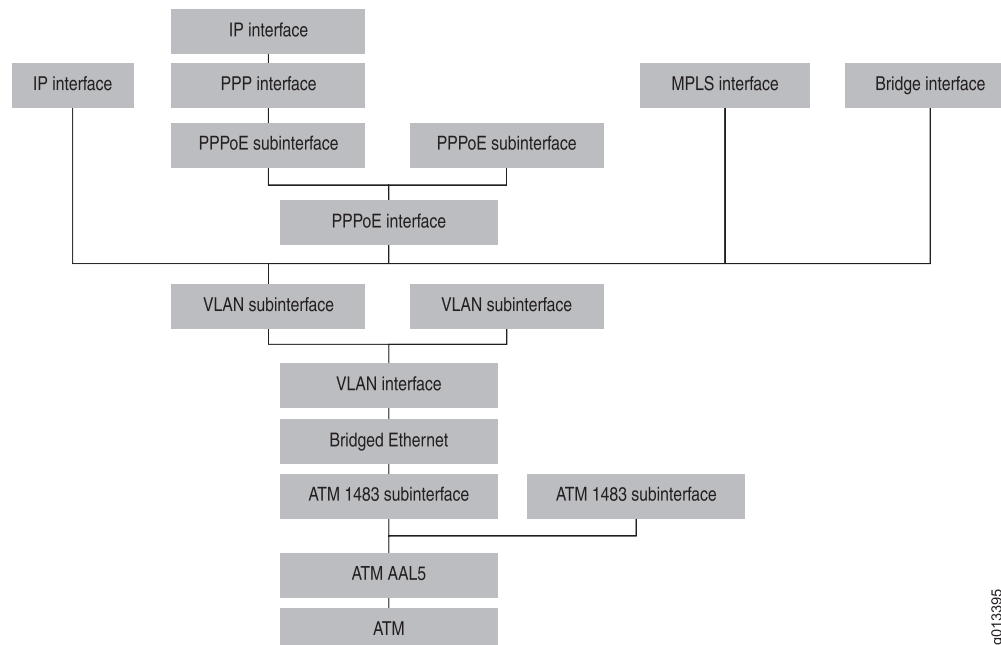 IP interface
IP interface
PPP interface
MPLS interface
Bridge interface
PPPoE subinterface
PPPoE subinterface
PPPoE interface
VLAN subinterface
VLAN subinterface
VLAN interface
Bridged Ethernet
ATM 1483 subinterface
ATM 1483 subinterface
ATM AAL5
ATM
g013395